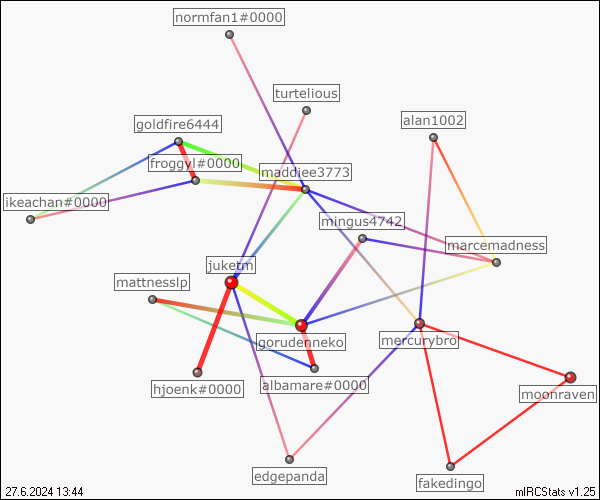 normfan1#0000
turtelious
alan1002
goldfire6444
froggyl#0000
maddiee3773
ikeachan#0000
mingus4742
marcemadness
juketm
mattnesslp
gorudenneko
mercurybro
hjoenk#0000
albamare#0000
moonraven
edgepanda
fakedingo
27.6.2024 13:44
mIRCStats v1.25